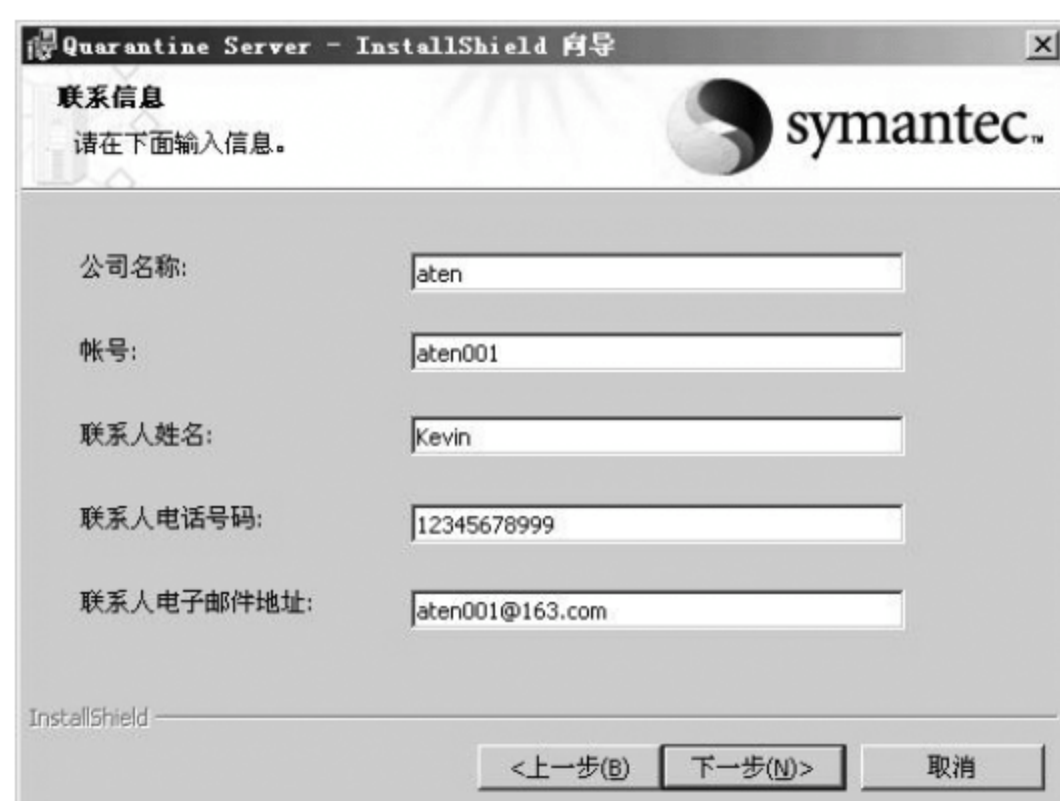 Quarantine Server - InstallShield 向导
联系信息
请在下面输入信息。
symantec™
公司名称:
aten
帐号:
aten001
联系人姓名:
Kevin
联系人电话号码:
12345678999
联系人电子邮件地址:
aten001@163.com
InstallShield
<上一步(B)
下一步(N)>
取消